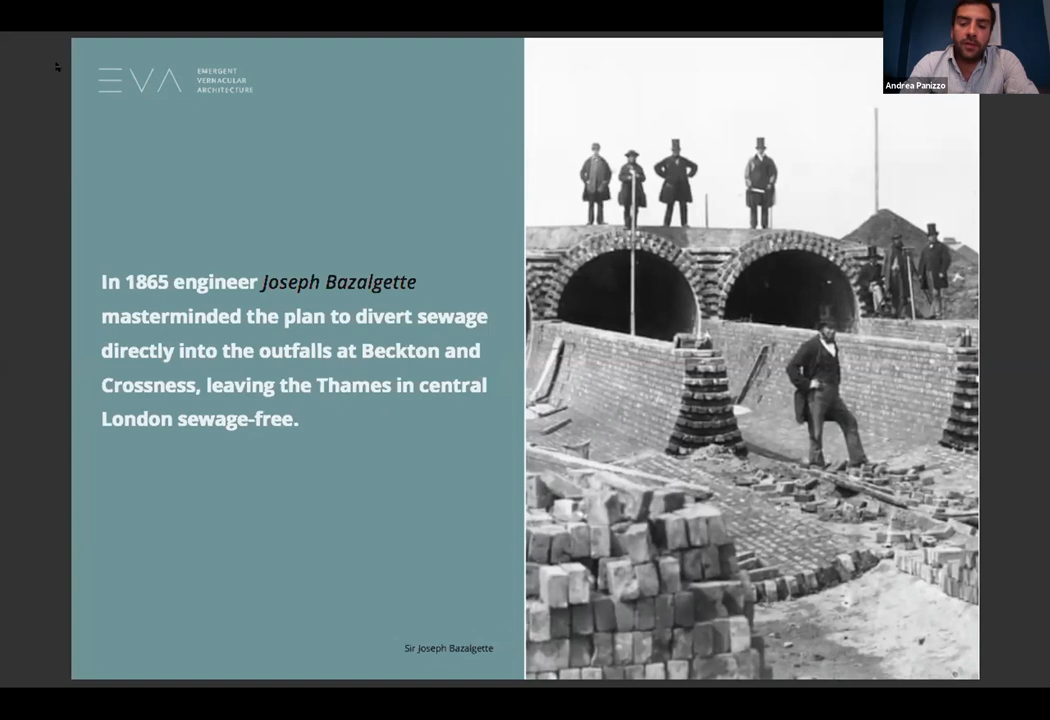 EVA
EMERGENT
VERNACULAR
ARCHITECTURE
Andrea Panizzo
In 1865 engineer Joseph Bazalgette
masterminded the plan to divert sewage
directly into the outfalls at Beckton and
Crossness, leaving the Thames in central
London sewage-free.
Sir Joseph Bazalgette